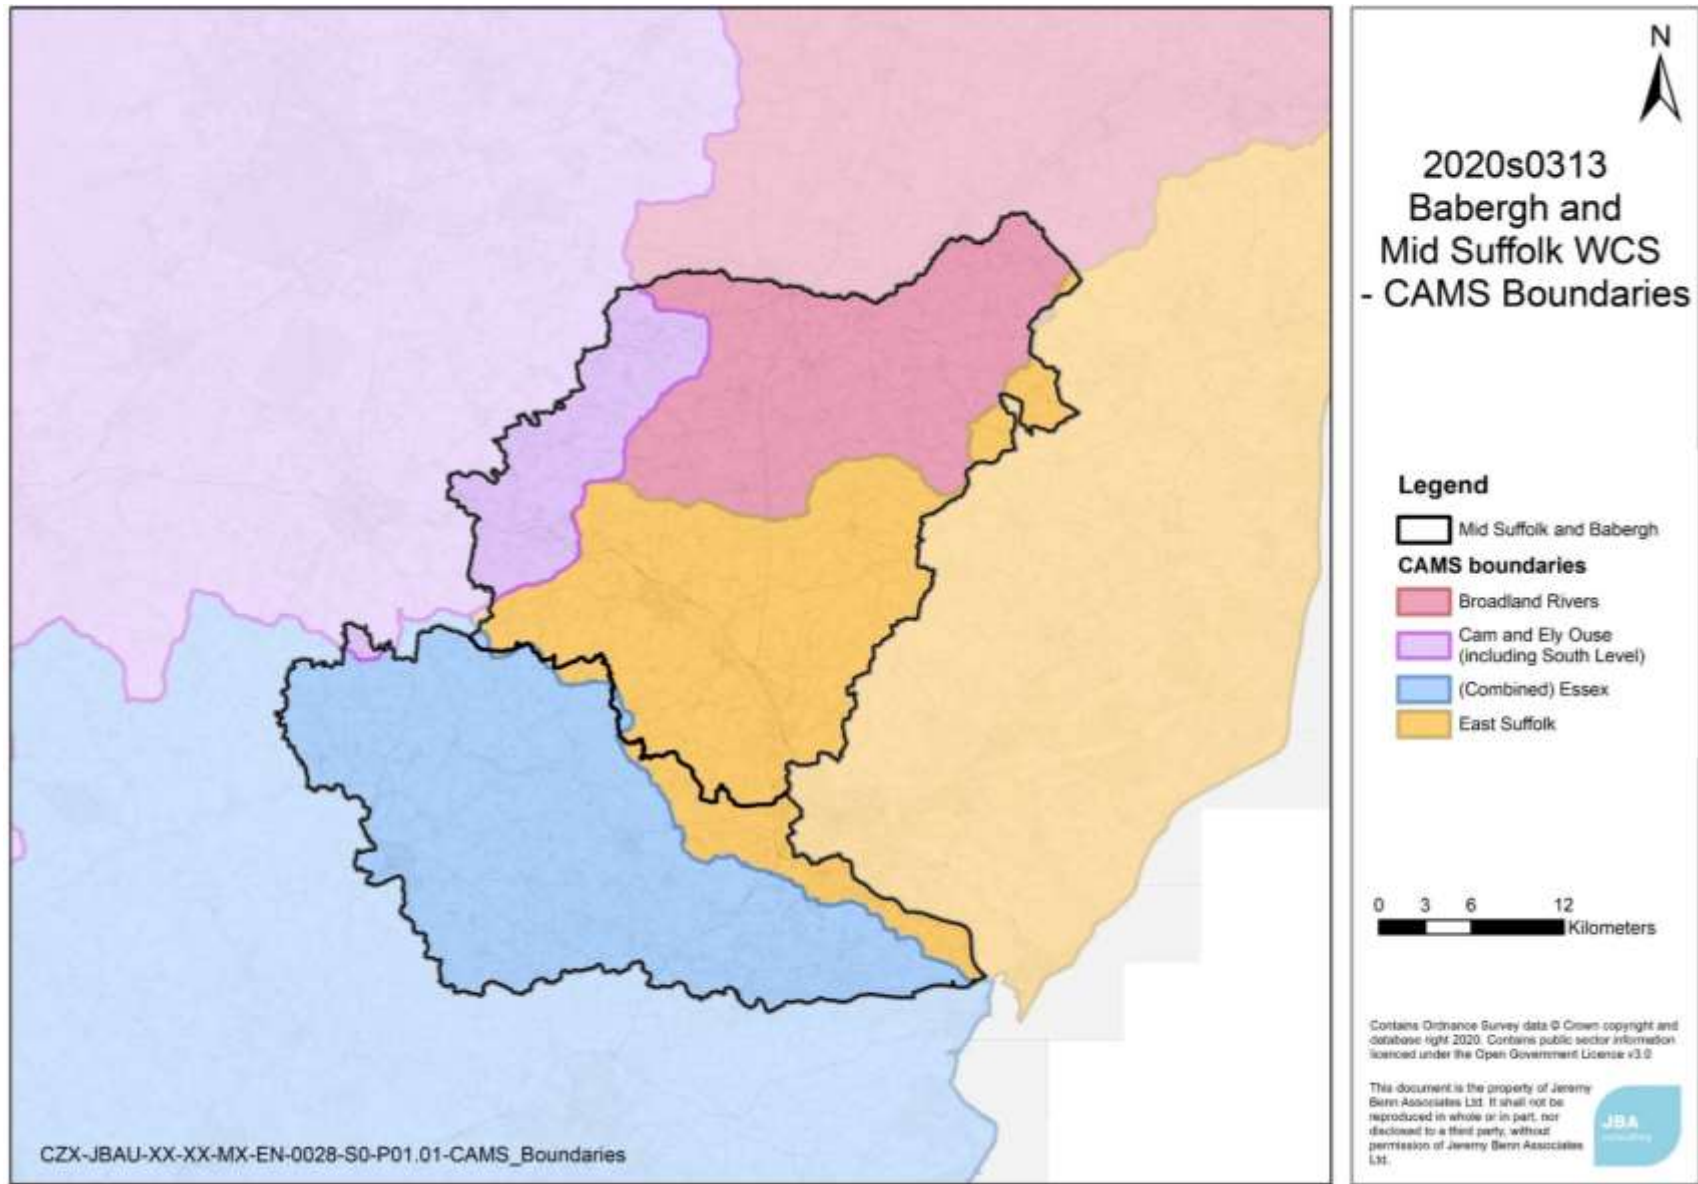 N
2020s0313
Babergh and
Mid Suffolk WCS
- CAMS Boundaries
Legend
Mid Suffolk and Babergh
CAMS boundaries
Broadland Rivers
Cam and Ely Ouse
(including South Level)
(Combined) Essex
East Suffolk
0 3 6 12
Kilometers
Contains Ordnance Survey data © Crown copyright and
database right 2020. Contains public sector information
licenced under the Open Government Licence v3.0
This document is the property of Jeremy
Benn Associates Ltd. It shall not be
reproduced in whole or in part, nor
disclosed to a third party, without
permission of Jeremy Benn Associates
Ltd.
JBA
consulting
CZX-JBAU-XX-XX-MX-EN-0028-S0-P01.01-CAMS_Boundaries